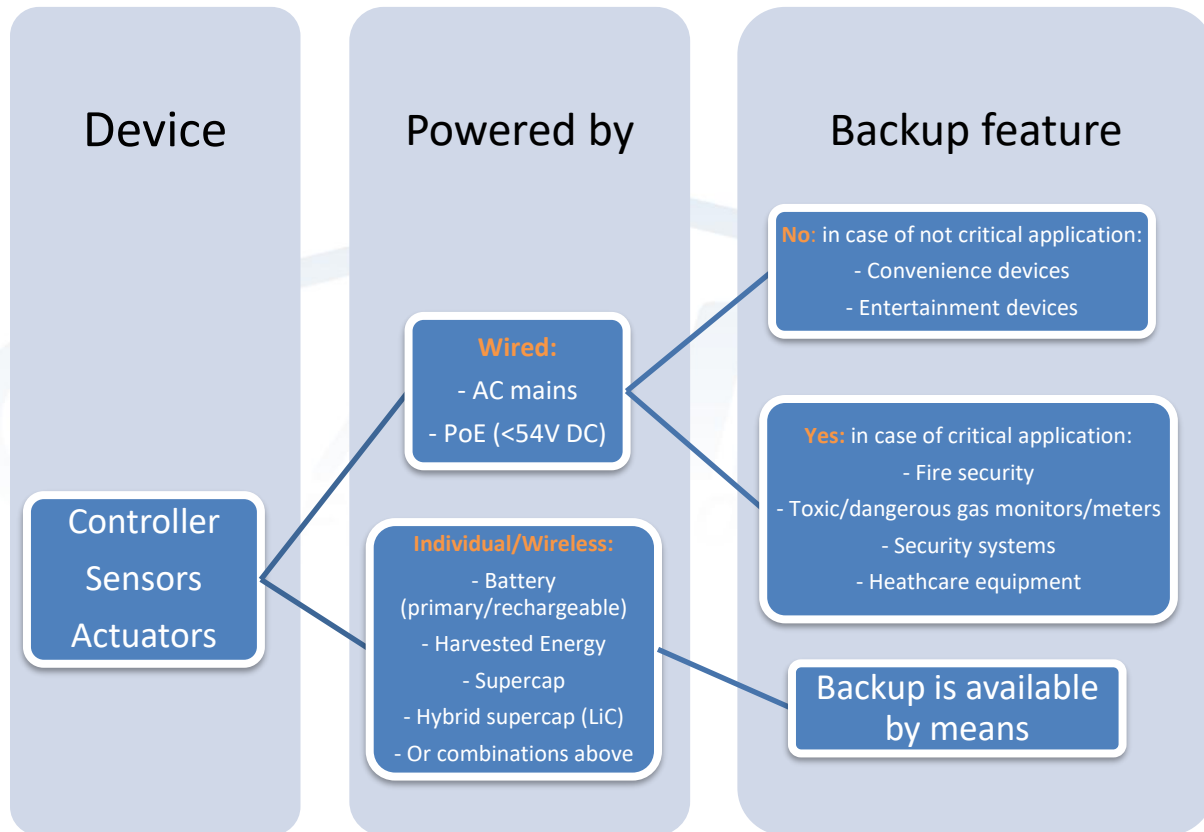 Device
Controller
Sensors
Actuators
Powered by
Wired:
- AC mains
- PoE (<54V DC)
Individual/Wireless:
- Battery
(primary/rechargeable)
- Harvested Energy
- Supercap
- Hybrid supercap (LiC)
- Or combinations above
Backup feature
No: in case of not critical application:
- Convenience devices
- Entertainment devices
Yes: in case of critical application:
- Fire security
- Toxic/dangerous gas monitors/meters
- Security systems
- Heathcare equipment
Backup is available
by means